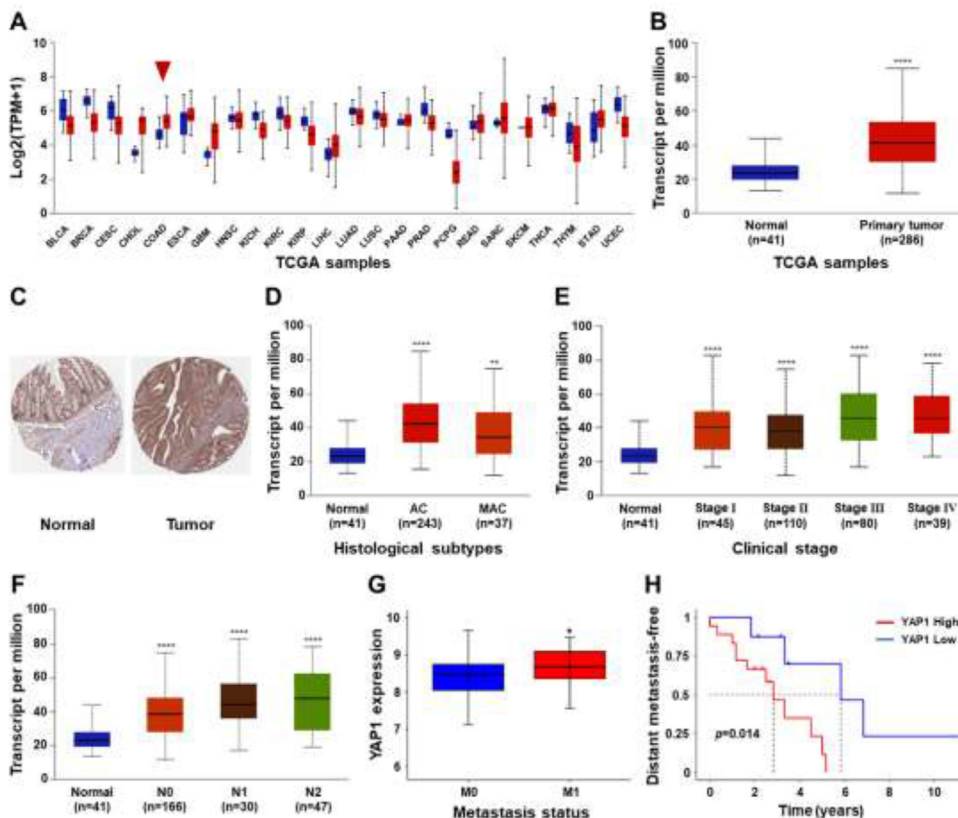 A
Log2(TPM+1)
10
8
6
4
2
0
BLCA
BRCA
CESC
CHOL
COAD
ESCA
GBM
HNSC
KICH
KIRC
KIRP
LIHC
LUAD
LUSC
PAAD
PRAD
PCPG
READ
SARC
SKCM
THCA
THYM
STAD
UCEC
TCGA samples
B
Transcript per million
100
80
60
40
20
0
****
Normal
(n=41)
Primary tumor
(n=286)
TCGA samples
C
Normal
Tumor
D
Transcript per million
100
80
60
40
20
0
****
**
Normal
(n=41)
AC
(n=243)
MAC
(n=37)
Histological subtypes
E
Transcript per million
100
80
60
40
20
0
****
****
****
****
Normal
(n=41)
Stage I
(n=45)
Stage II
(n=110)
Stage III
(n=80)
Stage IV
(n=39)
Clinical stage
F
Transcript per million
100
80
60
40
20
0
****
****
****
Normal
(n=41)
N0
(n=166)
N1
(n=30)
N2
(n=47)
G
YAP1 expression
10
9
8
6
*
M0
M1
Metastasis status
H
Distant metastasis-free
1
0.75
0.5
0.25
0
YAP1 High
YAP1 Low
p=0.014
0
2
4
6
8
10
Time (years)